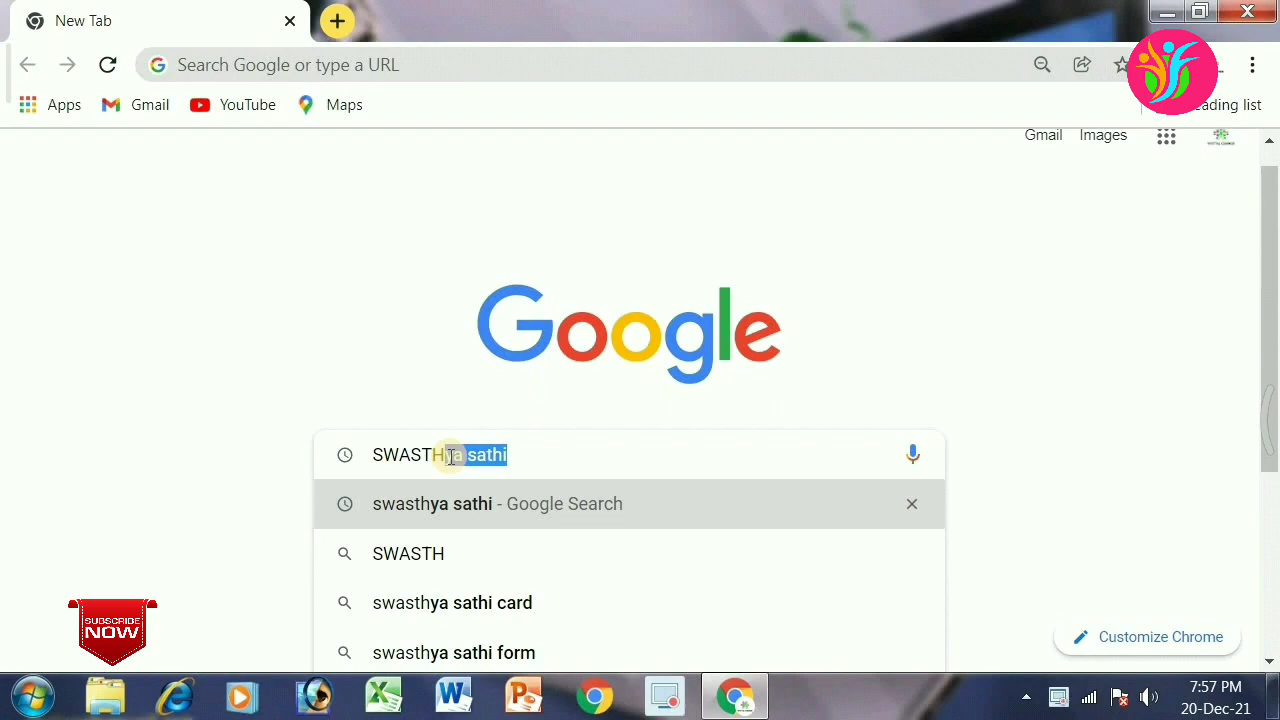 New Tab
Search Google or type a URL
Apps
Gmail
YouTube
Maps
ading list
Gmail
Images
Google
SWASTHya sathi
swasthya sathi - Google Search
SWASTH
swasthya sathi card
swasthya sathi form
SUBSCRIBE
NOW
Customize Chrome
7:57 PM
20-Dec-21